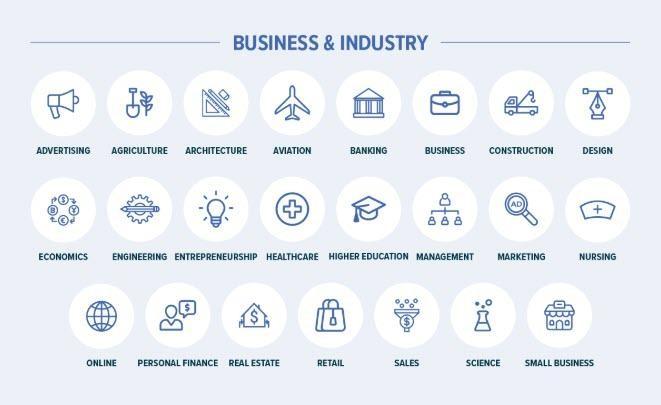 BUSINESS & INDUSTRY
ADVERTISING AGRICULTURE ARCHITECTURE AVIATION BANKING BUSINESS CONSTRUCTION DESIGN
$ B ¥ €
AD
ECONOMICS ENGINEERING ENTREPRENEURSHIP HEALTHCARE HIGHER EDUCATION MANAGEMENT MARKETING NURSING
$ $ $
ONLINE PERSONAL FINANCE REAL ESTATE RETAIL SALES SCIENCE SMALL BUSINESS